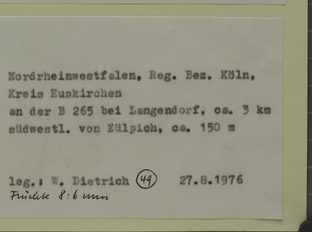 Nordrheinwestfalen, Reg. Bez. Köln,
Kreis Euskirchen
an der B 265 bei Langendorf, ca. 3 km
südwestl. von Zülpich, ca. 150 m
leg.: W. Dietrich 49 27.8.1976
Früchte 8:6 mm